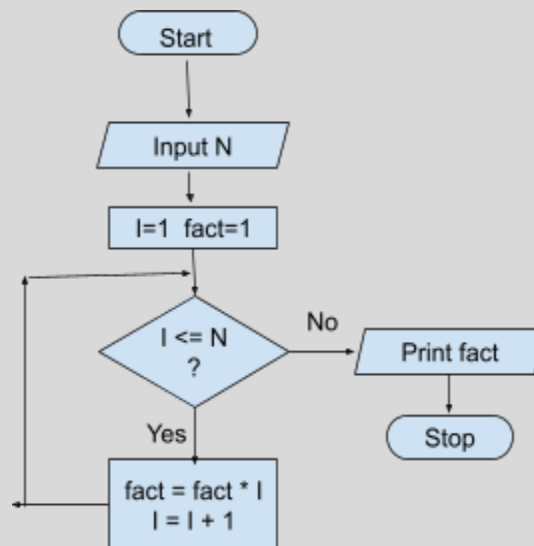 Start
Input N
I=1 fact=1
I <= N
?
No
Print fact
Stop
Yes
fact = fact * I
I = I + 1